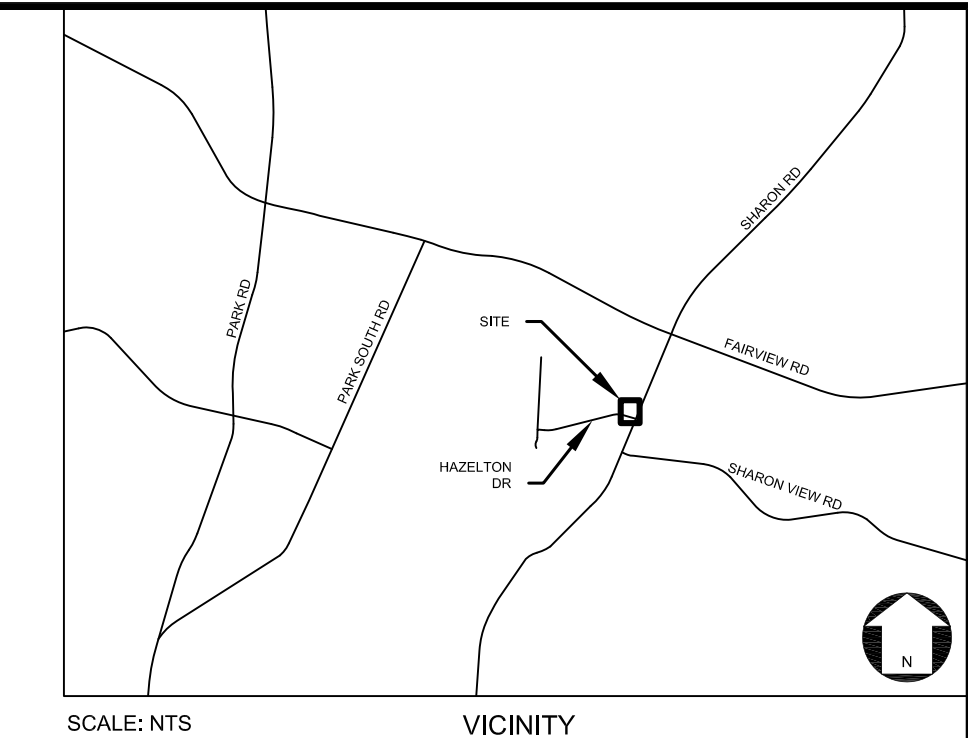 SHARON RD
PARK RD
PARK SOUTH RD
SITE
FAIRVIEW RD
HAZELTON
DR
SHARON VIEW RD
N
SCALE: NTS
VICINITY